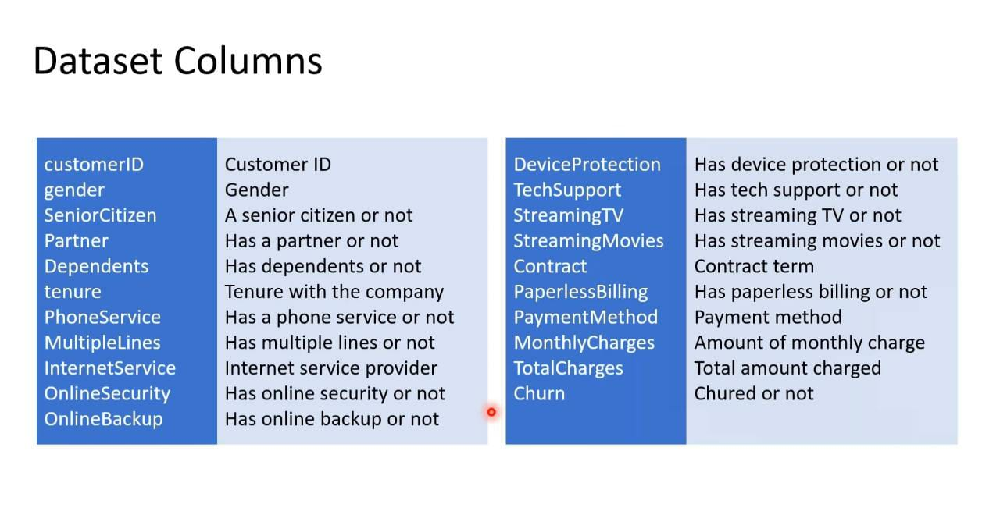 Dataset Columns
customerID Customer ID
gender Gender
SeniorCitizen A senior citizen or not
Partner Has a partner or not
Dependents Has dependents or not
tenure Tenure with the company
PhoneService Has a phone service or not
MultipleLines Has multiple lines or not
InternetService Internet service provider
OnlineSecurity Has online security or not
OnlineBackup Has online backup or not
DeviceProtection Has device protection or not
TechSupport Has tech support or not
StreamingTV Has streaming TV or not
StreamingMovies Has streaming movies or not
Contract Contract term
PaperlessBilling Has paperless billing or not
PaymentMethod Payment method
MonthlyCharges Amount of monthly charge
TotalCharges Total amount charged
Churn Chured or not